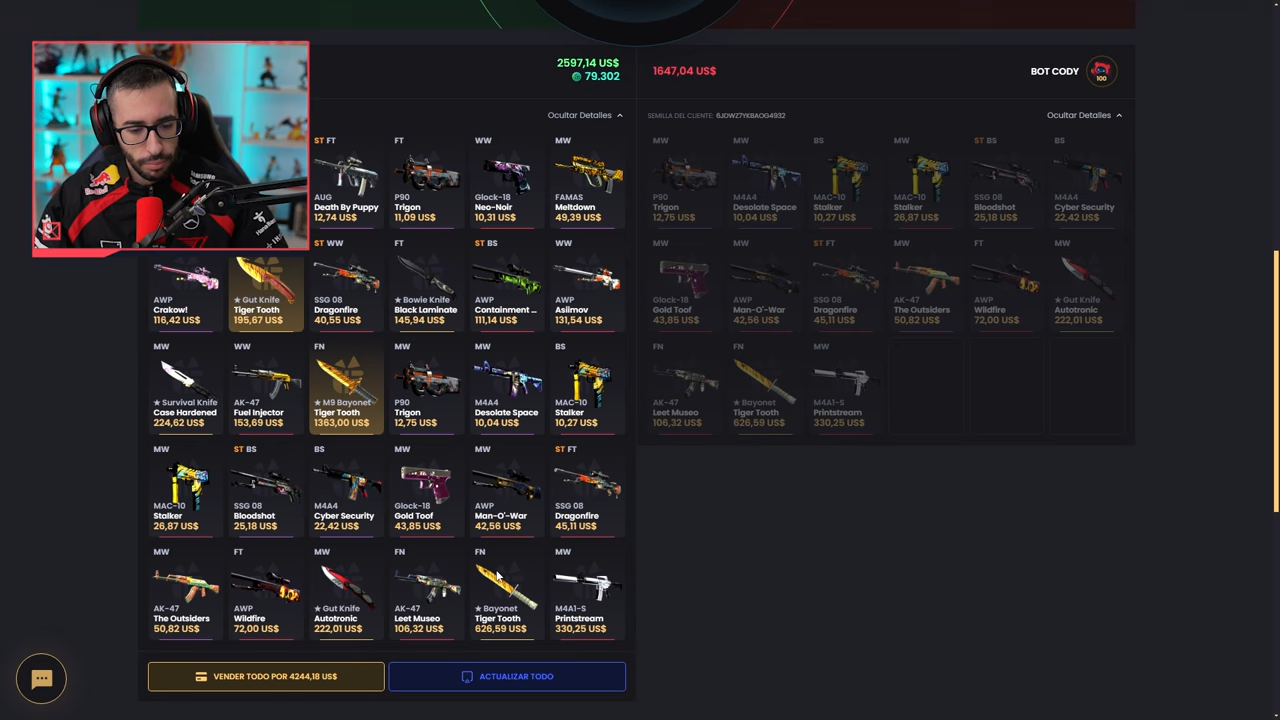 2597,14 US$
79.302
1647,04 US$
BOT CODY
100
Ocultar Detalles
SEMILLA DEL CLIENTE: 6JDWZ7YKBAOG4932
Ocultar Detalles
ST FT
AUG
Death By Puppy
12,74 US$
FT
P90
Trigon
11,09 US$
WW
Glock-18
Neo-Noir
10,31 US$
MW
FAMAS
Meltdown
49,39 US$
AWP
Crakow!
116,42 US$
★ Gut Knife
Tiger Tooth
195,67 US$
ST WW
SSG 08
Dragonfire
40,55 US$
FT
★ Bowie Knife
Black Laminate
145,94 US$
ST BS
AWP
Containment ...
111,14 US$
WW
AWP
Asiimov
131,54 US$
MW
★ Survival Knife
Case Hardened
224,62 US$
WW
AK-47
Fuel Injector
153,69 US$
FN
★ M9 Bayonet
Tiger Tooth
1363,00 US$
MW
P90
Trigon
12,75 US$
MW
M4A4
Desolate Space
10,04 US$
BS
MAC-10
Stalker
10,27 US$
MW
MAC-10
Stalker
26,87 US$
ST BS
SSG 08
Bloodshot
25,18 US$
BS
M4A4
Cyber Security
22,42 US$
MW
Glock-18
Gold Toof
43,85 US$
MW
AWP
Man-O'-War
42,56 US$
ST FT
SSG 08
Dragonfire
45,11 US$
MW
AK-47
The Outsiders
50,82 US$
FT
AWP
Wildfire
72,00 US$
MW
★ Gut Knife
Autotronic
222,01 US$
FN
AK-47
Leet Museo
106,32 US$
FN
★ Bayonet
Tiger Tooth
626,59 US$
MW
M4A1-S
Printstream
330,25 US$
VENDER TODO POR 4244,18 US$
ACTUALIZAR TODO
MW
P90
Trigon
12,75 US$
MW
M4A4
Desolate Space
10,04 US$
BS
MAC-10
Stalker
10,27 US$
MW
MAC-10
Stalker
26,87 US$
ST BS
SSG 08
Bloodshot
25,18 US$
BS
M4A4
Cyber Security
22,42 US$
MW
Glock-18
Gold Toof
43,85 US$
MW
AWP
Man-O'-War
42,56 US$
ST FT
SSG 08
Dragonfire
45,11 US$
MW
AK-47
The Outsiders
50,82 US$
FT
AWP
Wildfire
72,00 US$
MW
★ Gut Knife
Autotronic
222,01 US$
FN
AK-47
Leet Museo
106,32 US$
FN
★ Bayonet
Tiger Tooth
626,59 US$
MW
M4A1-S
Printstream
330,25 US$
Red Bull
SAMSUNG